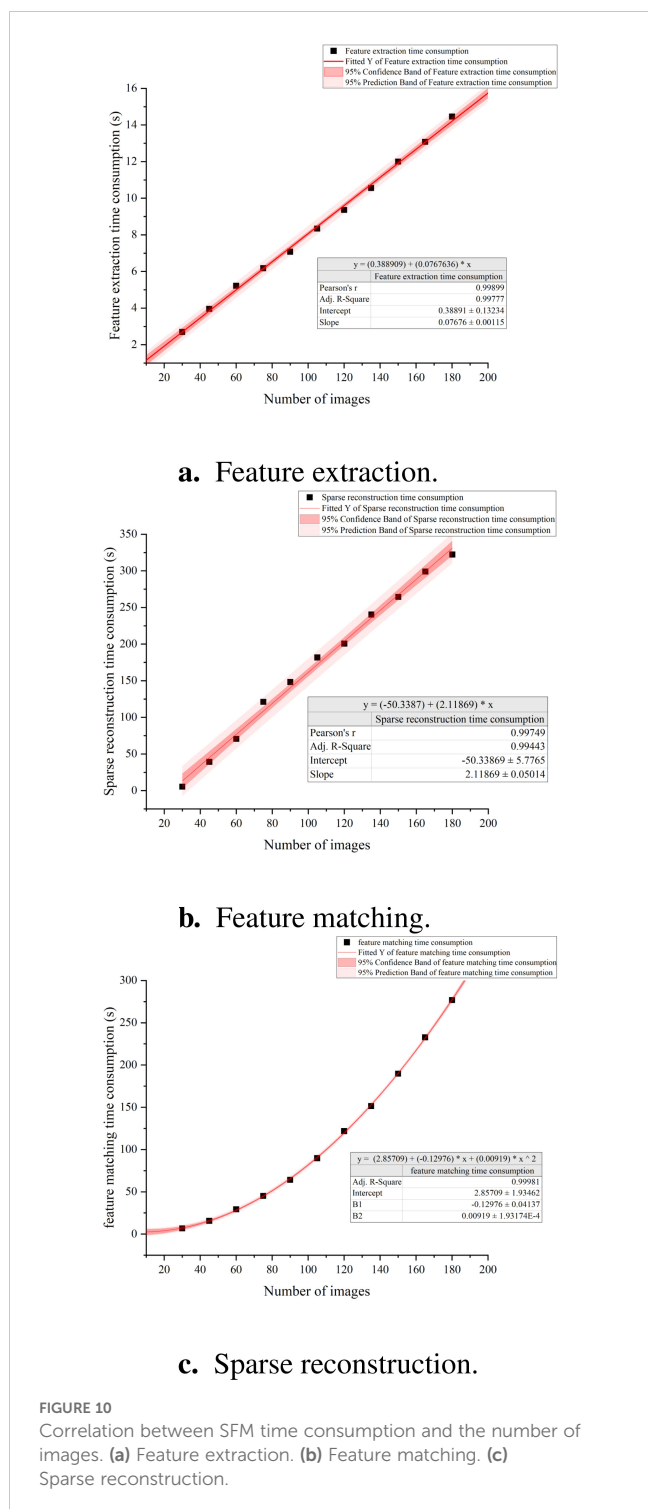 Feature extraction time consumption
Fitted Y of Feature extraction time consumption
95% Confidence Band of Feature extraction time consumption
95% Prediction Band of Feature extraction time consumption
16
14
12
10
8
6
4
2
Feature extraction time consumption (s)
y = (0.388909) + (0.0767636) * x
Feature extraction time consumption
Pearson's r 0.99899
Adj. R-Square 0.99777
Intercept 0.38891 ± 0.13234
Slope 0.07676 ± 0.00115
20 40 60 80 100 120 140 160 180 200
Number of images
a. Feature extraction.
Sparse reconstruction time consumption
Fitted Y of Sparse reconstruction time consumption
95% Confidence Band of Sparse reconstruction time consumption
95% Prediction Band of Sparse reconstruction time consumption
350
300
250
200
150
100
50
0
Sparse reconstruction time consumption (s)
y = (-50.3387) + (2.11869) * x
Sparse reconstruction time consumption
Pearson's r 0.99749
Adj. R-Square 0.99443
Intercept -50.33869 ± 5.7765
Slope 2.11869 ± 0.05014
20 40 60 80 100 120 140 160 180 200
Number of images
b. Feature matching.
feature matching time consumption
Fitted Y of feature matching time consumption
95% Confidence Band of feature matching time consumption
95% Prediction Band of feature matching time consumption
300
250
200
150
100
50
0
feature matching time consumption (s)
y = (2.85709) + (-0.12976) * x + (0.00919) * x ^ 2
feature matching time consumption
Adj. R-Square 0.99981
Intercept 2.85709 ± 1.93462
B1 -0.12976 ± 0.04137
B2 0.00919 ± 1.93174E-4
20 40 60 80 100 120 140 160 180 200
Number of images
c. Sparse reconstruction.
FIGURE 10
Correlation between SFM time consumption and the number of
images. (a) Feature extraction. (b) Feature matching. (c)
Sparse reconstruction.